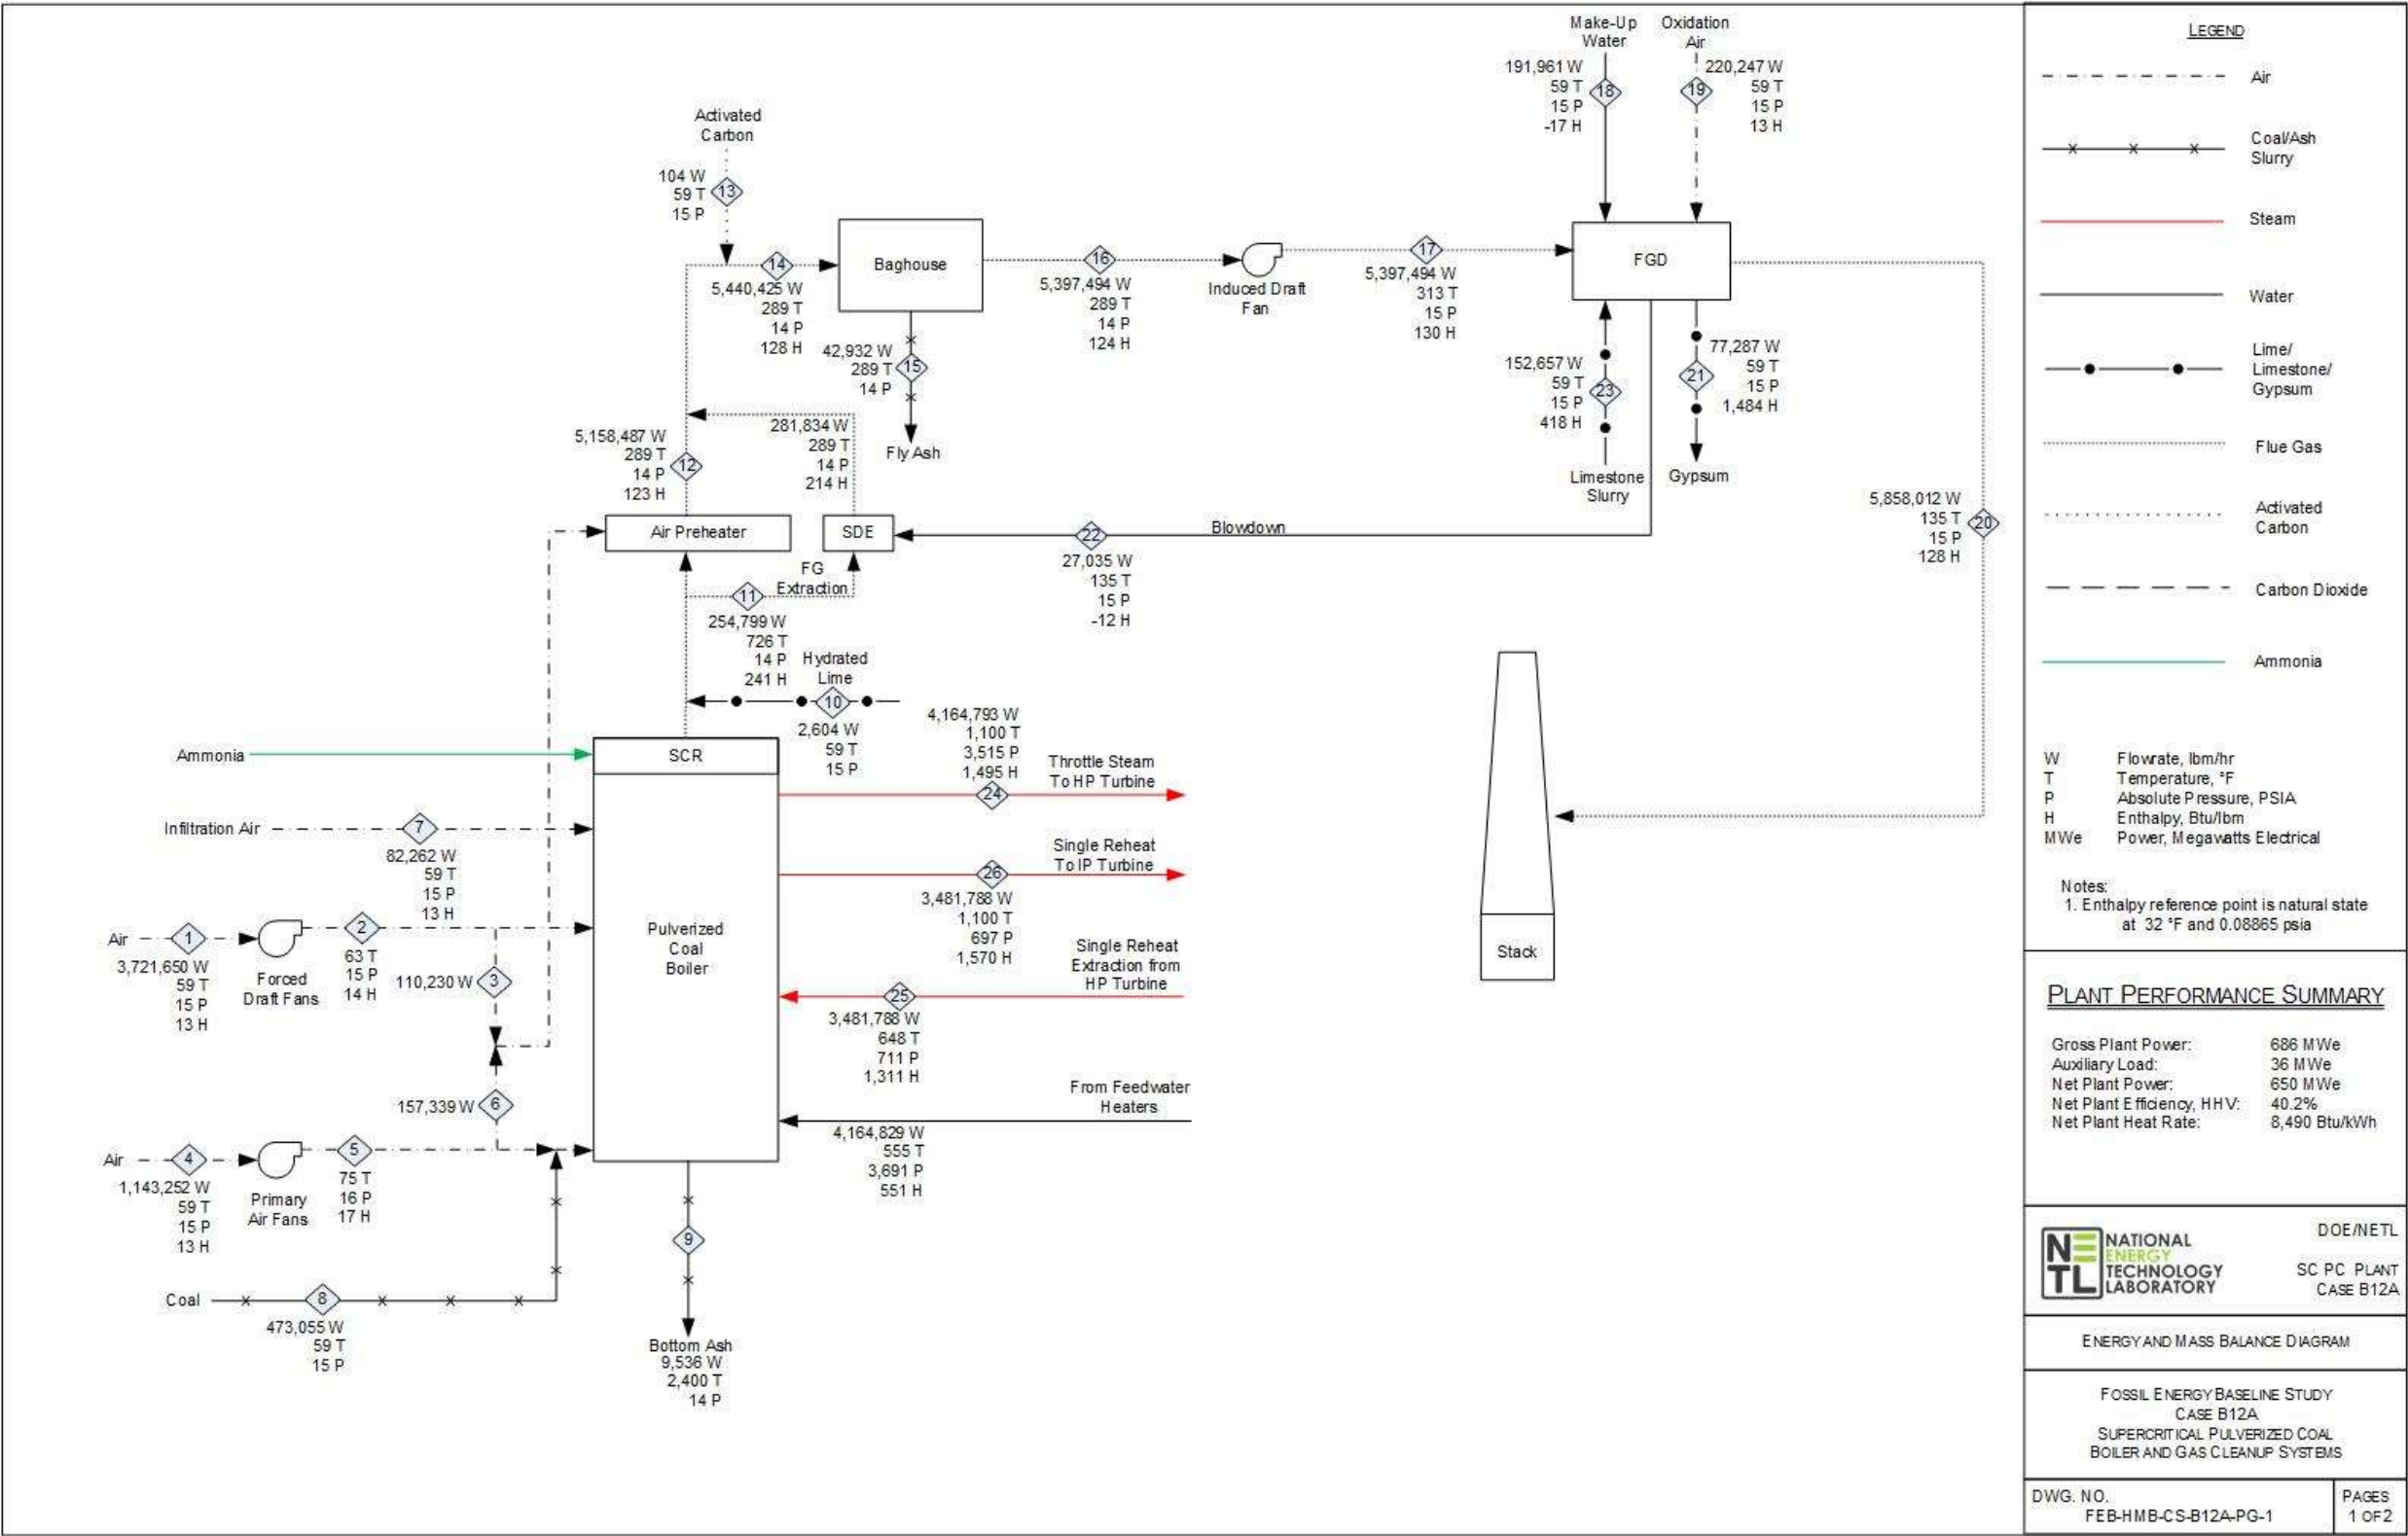 Make-Up
Water
191,961 W
59 T
15 P
-17 H
18
Oxidation
Air
220,247 W
59 T
15 P
13 H
19
Activated
Carbon
104 W
59 T
15 P
13
14
5,440,425 W
289 T
14 P
128 H
Baghouse
42,932 W
289 T
14 P
15
Fly Ash
16
5,397,494 W
289 T
14 P
124 H
Induced Draft
Fan
17
5,397,494 W
313 T
15 P
130 H
FGD
152,657 W
59 T
15 P
418 H
23
Limestone
Slurry
77,287 W
59 T
15 P
1,484 H
21
Gypsum
5,858,012 W
135 T
15 P
128 H
20
5,158,487 W
289 T
14 P
123 H
12
281,834 W
289 T
14 P
214 H
Air Preheater
SDE
22
Blowdown
27,035 W
135 T
15 P
-12 H
FG
Extraction
11
254,799 W
726 T
14 P
241 H
Hydrated
Lime
10
2,604 W
59 T
15 P
Ammonia
SCR
4,164,793 W
1,100 T
3,515 P
1,495 H
24
Throttle Steam
To HP Turbine
Infiltration Air
7
82,262 W
59 T
15 P
13 H
26
Single Reheat
To IP Turbine
3,481,788 W
1,100 T
697 P
1,570 H
Air
1
3,721,650 W
59 T
15 P
13 H
Forced
Draft Fans
2
63 T
15 P
14 H
110,230 W
3
Pulverized
Coal
Boiler
Single Reheat
Extraction from
HP Turbine
25
3,481,788 W
648 T
711 P
1,311 H
Stack
157,339 W
6
From Feedwater
Heaters
4,164,829 W
555 T
3,691 P
551 H
Air
4
1,143,252 W
59 T
15 P
13 H
Primary
Air Fans
5
75 T
16 P
17 H
Coal
8
473,055 W
59 T
15 P
9
Bottom Ash
9,536 W
2,400 T
14 P
LEGEND
Air
Coal/Ash
Slurry
Steam
Water
Lime/
Limestone/
Gypsum
Flue Gas
Activated
Carbon
Carbon Dioxide
Ammonia
W Flowrate, lbm/hr
T Temperature, °F
P Absolute Pressure, PSIA
H Enthalpy, Btu/lbm
MWe Power, Megawatts Electrical
Notes:
1. Enthalpy reference point is natural state
at 32 °F and 0.08865 psia
PLANT PERFORMANCE SUMMARY
Gross Plant Power: 686 MWe
Auxiliary Load: 36 MWe
Net Plant Power: 650 MWe
Net Plant Efficiency, HHV: 40.2%
Net Plant Heat Rate: 8,490 Btu/kWh
NETL
NATIONAL
ENERGY
TECHNOLOGY
LABORATORY
DOE/NETL
SC PC PLANT
CASE B12A
ENERGY AND MASS BALANCE DIAGRAM
FOSSIL ENERGY BASELINE STUDY
CASE B12A
SUPERCRITICAL PULVERIZED COAL
BOILER AND GAS CLEANUP SYSTEMS
DWG. NO.
FEB-HMB-CS-B12A-PG-1
PAGES
1 OF 2